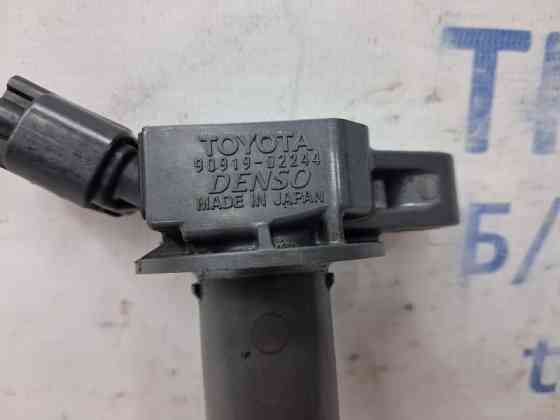 TOYOTA
90919-02244
DENSO
MADE IN JAPAN
Б/